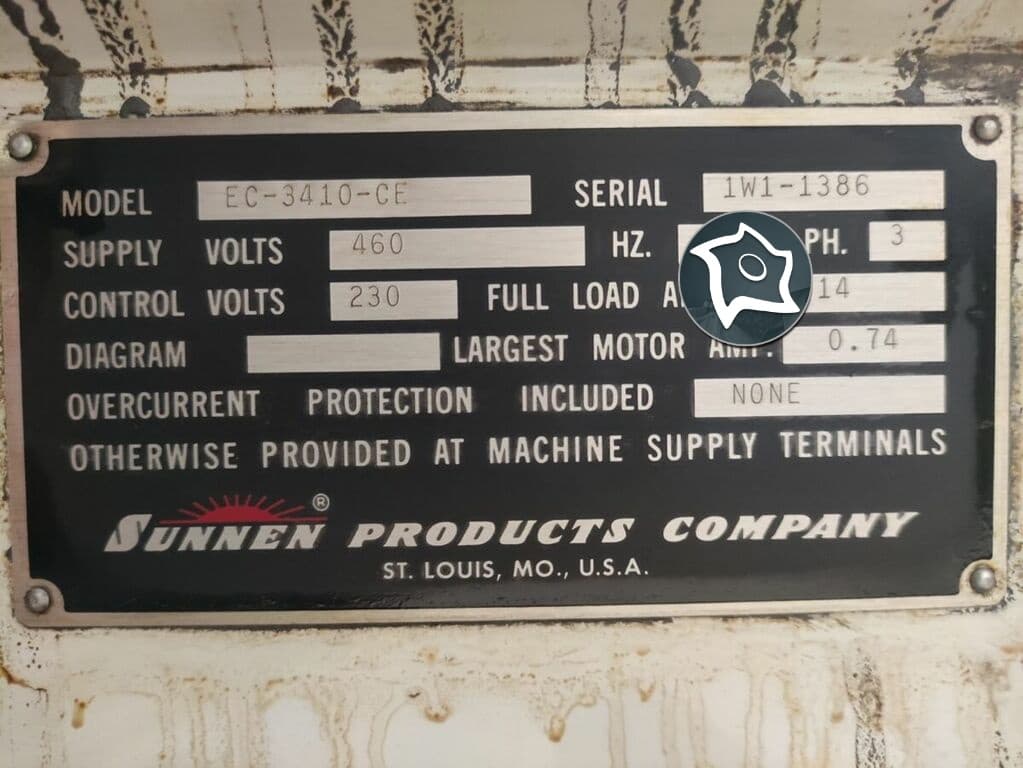 MODEL EC-3410-CE SERIAL 1W1-1386
SUPPLY VOLTS 460 HZ. PH. 3
CONTROL VOLTS 230 FULL LOAD 14
DIAGRAM LARGEST MOTOR AMP. 0.74
OVERCURRENT PROTECTION INCLUDED NONE
OTHERWISE PROVIDED AT MACHINE SUPPLY TERMINALS
SUNNEN® PRODUCTS COMPANY
ST. LOUIS, MO., U.S.A.